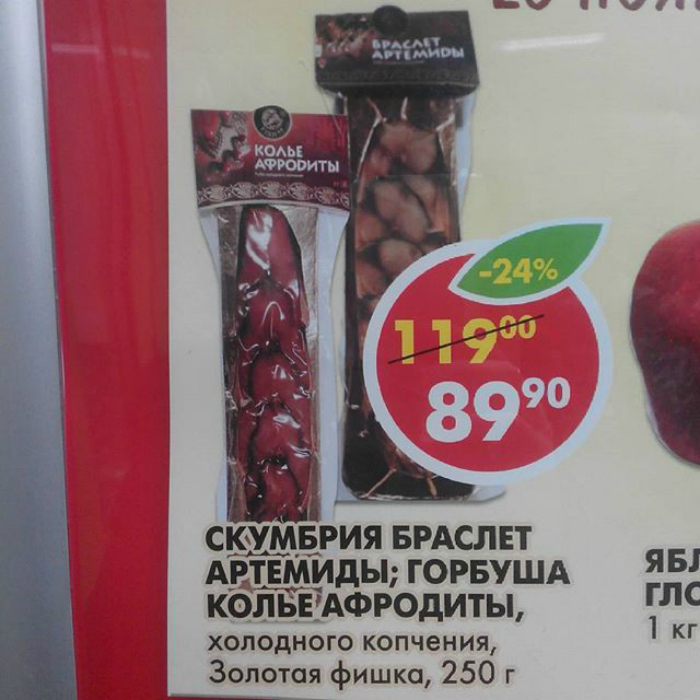 БРАСЛЕТ
АРТЕМИДЫ
КОЛЬЕ
АФРОДИТЫ
-24%
119⁰⁰
89⁹⁰
СКУМБРИЯ БРАСЛЕТ
АРТЕМИДЫ; ГОРБУША
КОЛЬЕ АФРОДИТЫ,
холодного копчения,
Золотая фишка, 250 г
ЯБЛ
ГЛО
1 кг